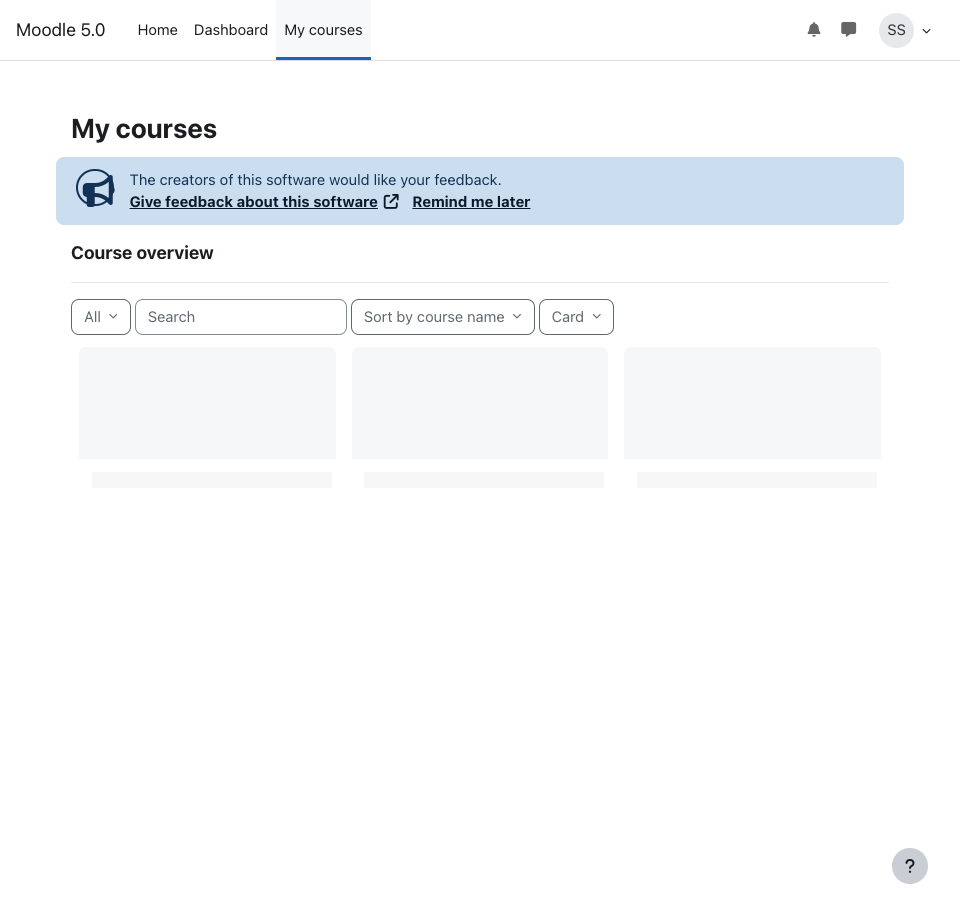 Moodle 5.0 Home Dashboard My courses SS
My courses
The creators of this software would like your feedback.
Give feedback about this software Remind me later
Course overview
All Search Sort by course name Card
?